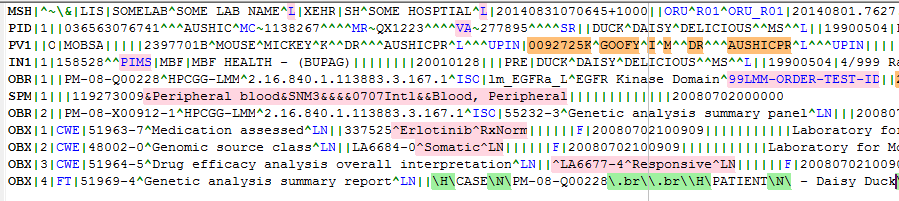 MSH|^~\&|LIS|SOMELAB^SOME LAB NAME^L|XEHR|SH^SOME HOSPTIAL^L|20140831070645+1000||ORU^R01^ORU_R01|20140801.7627
PID|1||036563076741^^^AUSHIC^MC~1138267^^^^MR~QX1223^^^^VA~277895^^^^SR||DUCK^DAISY^DELICIOUS^^MS^^L||19900504|
PV1||O|MOBSA|||||2397701B^MOUSE^MICKEY^K^^DR^^^AUSHICPR^L^^^UPIN|0092725K^GOOFY^I^M^^DR^^^AUSHICPR^L^^^UPIN|
IN1|1|58528^^PIMS|MBF|MBF HEALTH - (BUPAG)||||||||20010128|||PRE|DUCK^DAISY^DELICIOUS^^MS^^L||19900504|4/999 Ra
OBR|1||PM-08-Q00228^HPCGG-LMM^2.16.840.1.113883.3.167.1^ISC|lm_EGFRa_L^EGFR Kinase Domain^99LMM-ORDER-TEST-ID||
SPM|1|||119273009&Peripheral blood&SNM3&&&&0707Intl&&Blood, Peripheral|||||||||||||20080702000000
OBR|2||PM-08-X00912-1^HPCGG-LMM^2.16.840.1.113883.3.167.1^ISC|55232-3^Genetic analysis summary panel^LN|||20080
OBX|1|CWE|51963-7^Medication assessed^LN||337525^Erlotinib^RxNorm||||||F|20080702100909|||||||||||Laboratory for
OBX|2|CWE|48002-0^Genomic source class^LN||LA6684-0^Somatic^LN||||||F|20080702100909|||||||||||Laboratory for Mo
OBX|3|CWE|51964-5^Drug efficacy analysis overall interpretation^LN||^LA6677-4^Responsive^LN||||||F|200807021009
OBX|4|FT|51969-4^Genetic analysis summary report^LN||\H\CASE\N\PM-08-Q00228\.br\\.br\\H\PATIENT\N\ - Daisy Duck\